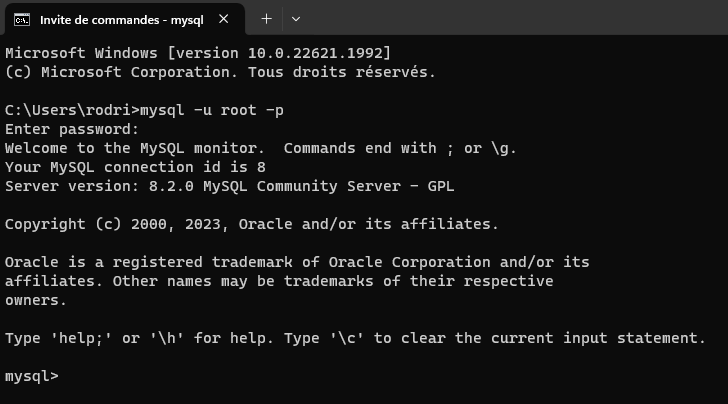 Invite de commandes - mysql
Microsoft Windows [version 10.0.22621.1992]
(c) Microsoft Corporation. Tous droits réservés.
C:\Users\rodri>mysql -u root -p
Enter password:
Welcome to the MySQL monitor.  Commands end with ; or \g.
Your MySQL connection id is 8
Server version: 8.2.0 MySQL Community Server - GPL
Copyright (c) 2000, 2023, Oracle and/or its affiliates.
Oracle is a registered trademark of Oracle Corporation and/or its
affiliates. Other names may be trademarks of their respective
owners.
Type 'help;' or '\h' for help. Type '\c' to clear the current input statement.
mysql>